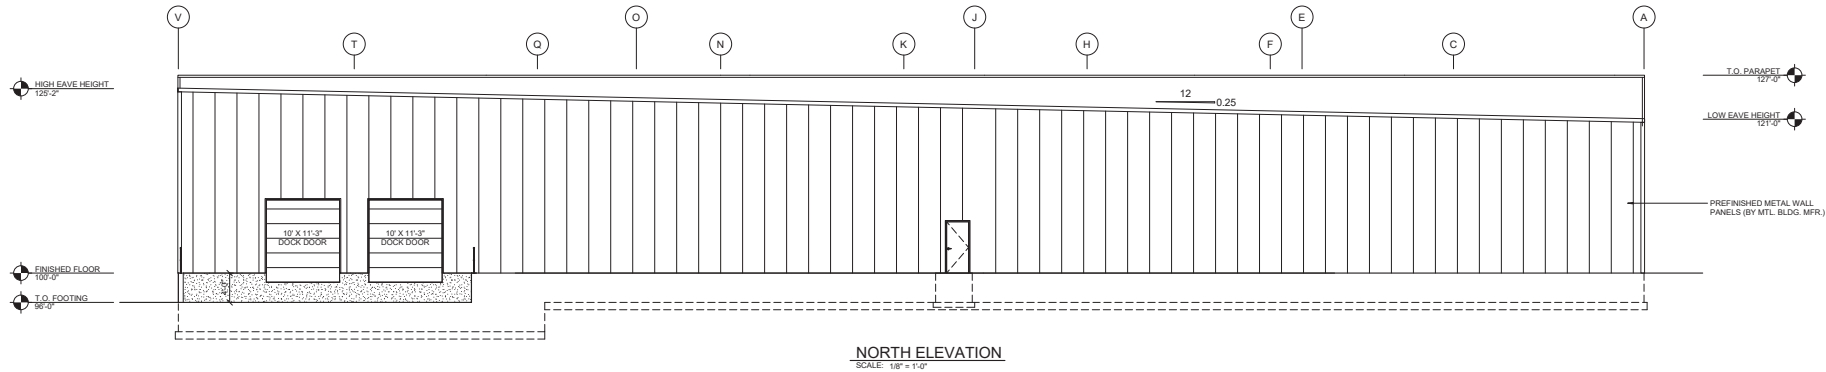 V
O
J
E
A
T
Q
N
K
H
F
C
HIGH EAVE HEIGHT
125'-2"
T.O. PARAPET
127'-0"
12
0.25
LOW EAVE HEIGHT
121'-0"
PREFINISHED METAL WALL
PANELS (BY MTL. BLDG. MFR.)
10' X 11'-3"
DOCK DOOR
10' X 11'-3"
DOCK DOOR
FINISHED FLOOR
100'-0"
4'-0"
T.O. FOOTING
96'-0"
NORTH ELEVATION
SCALE: 1/8" = 1'-0"